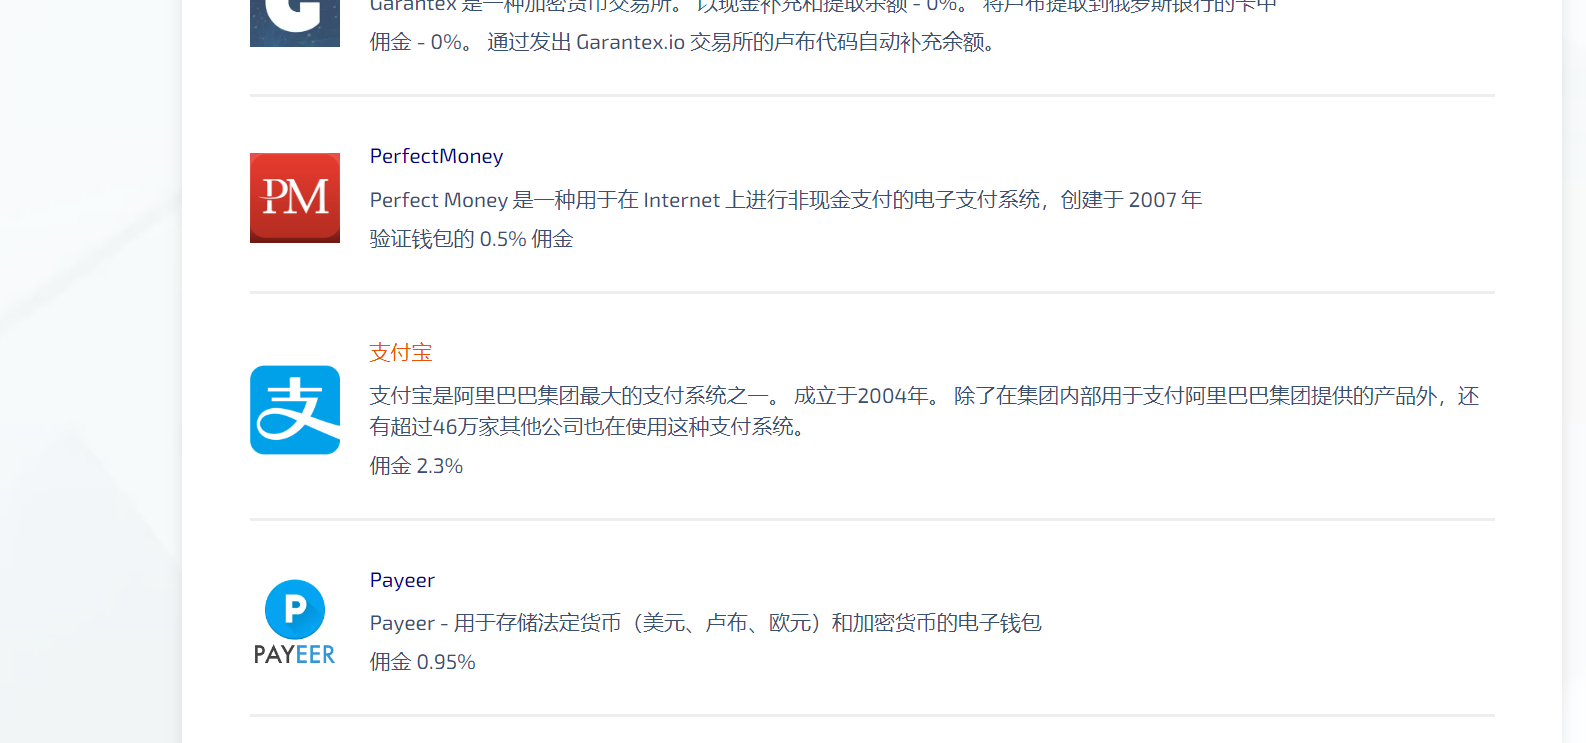 G
Garantex 是一种加密货币交易所。 以现金补充和提取余额 - 0%。 将卢布提取到俄罗斯银行的卡中
佣金 - 0%。 通过发出 Garantex.io 交易所的卢布代码自动补充余额。
PM
PerfectMoney
Perfect Money 是一种用于在 Internet 上进行非现金支付的电子支付系统，创建于 2007 年
验证钱包的 0.5% 佣金
支
支付宝
支付宝是阿里巴巴集团最大的支付系统之一。 成立于2004年。 除了在集团内部用于支付阿里巴巴集团提供的产品外，还
有超过46万家其他公司也在使用这种支付系统。
佣金 2.3%
P
PAYEER
Payeer
Payeer - 用于存储法定货币（美元、卢布、欧元）和加密货币的电子钱包
佣金 0.95%